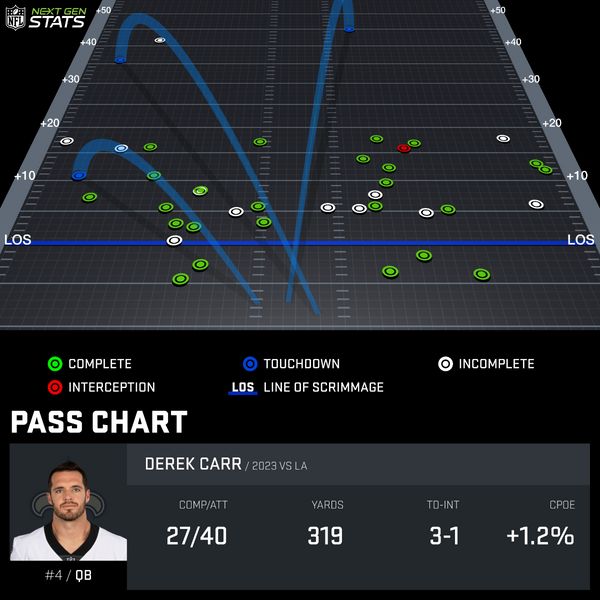 NFL NEXT GEN STATS
+50 +50
+40 +40
+30 +30
+20 +20
+10 +10
LOS LOS
COMPLETE TOUCHDOWN INCOMPLETE
INTERCEPTION LOS LINE OF SCRIMMAGE
PASS CHART
DEREK CARR / 2023 VS LA
COMP/ATT YARDS TD-INT CPOE
27/40 319 3-1 +1.2%
#4 / QB